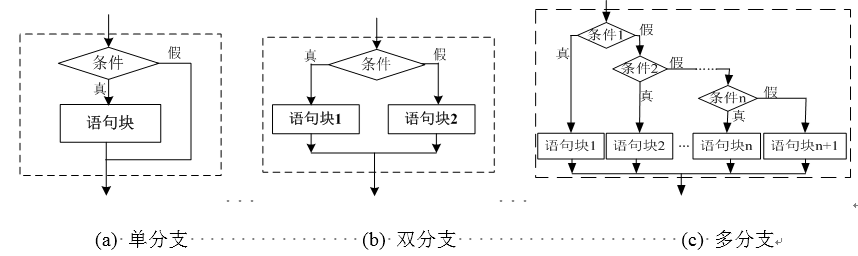 条件
假
真
语句块
真
条件
假
语句块1
语句块2
条件1
假
真
条件2
假
······
真
条件n
假
真
语句块1
语句块2
···
语句块n
语句块n+1
(a) 单分支
(b) 双分支
(c) 多分支